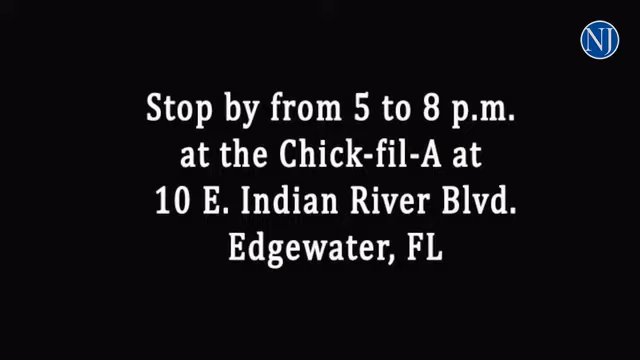 NJ
Stop by from 5 to 8 p.m.
at the Chick-fil-A at
10 E. Indian River Blvd.
Edgewater, FL